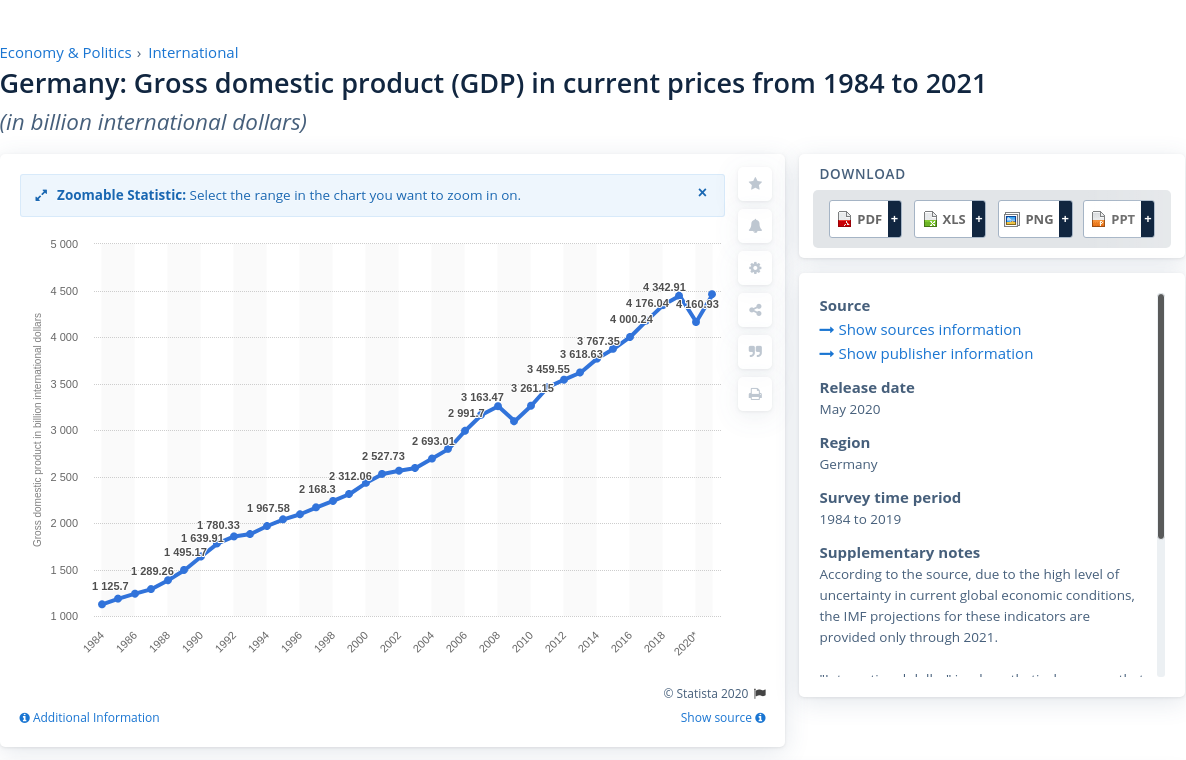 Economy & Politics › International
Germany: Gross domestic product (GDP) in current prices from 1984 to 2021
(in billion international dollars)
Zoomable Statistic: Select the range in the chart you want to zoom in on.
×
Gross domestic product in billion international dollars
5 000
4 500
4 000
3 500
3 000
2 500
2 000
1 500
1 000
1 125.7
1 289.26
1 495.17
1 639.91
1 780.33
1 967.58
2 168.3
2 312.06
2 527.73
2 693.01
2 991.7
3 163.47
3 261.15
3 459.55
3 618.63
3 767.35
4 000.24
4 176.04
4 342.91
4 160.93
1984
1986
1988
1990
1992
1994
1996
1998
2000
2002
2004
2006
2008
2010
2012
2014
2016
2018
2020*
© Statista 2020
Additional Information
Show source
DOWNLOAD
PDF +
XLS +
PNG +
PPT +
Source
Show sources information
Show publisher information
Release date
May 2020
Region
Germany
Survey time period
1984 to 2019
Supplementary notes
According to the source, due to the high level of
uncertainty in current global economic conditions,
the IMF projections for these indicators are
provided only through 2021.